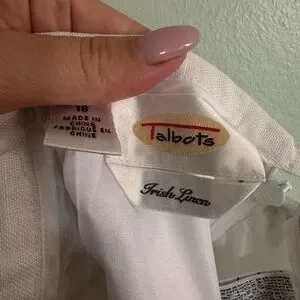 16
MADE IN
CHINA
FABRIQUÉ EN
CHINE
Talbots
Irish Linen